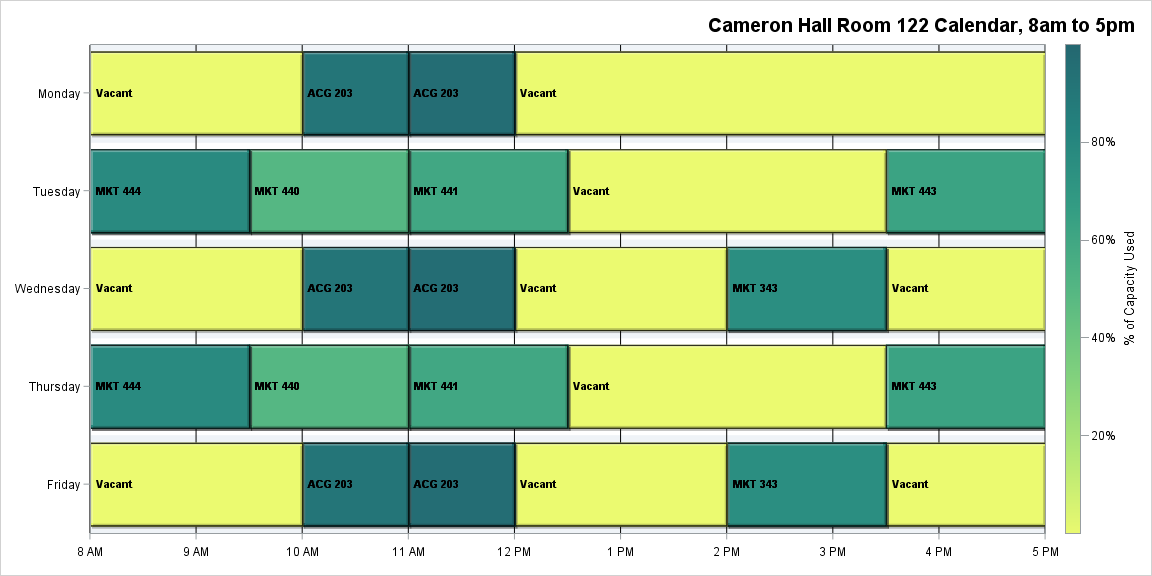 Cameron Hall Room 122 Calendar, 8am to 5pm
Monday
Vacant
ACG 203
ACG 203
Vacant
Tuesday
MKT 444
MKT 440
MKT 441
Vacant
MKT 443
Wednesday
Vacant
ACG 203
ACG 203
Vacant
MKT 343
Vacant
Thursday
MKT 444
MKT 440
MKT 441
Vacant
MKT 443
Friday
Vacant
ACG 203
ACG 203
Vacant
MKT 343
Vacant
8 AM
9 AM
10 AM
11 AM
12 PM
1 PM
2 PM
3 PM
4 PM
5 PM
80%
60%
40%
20%
% of Capacity Used